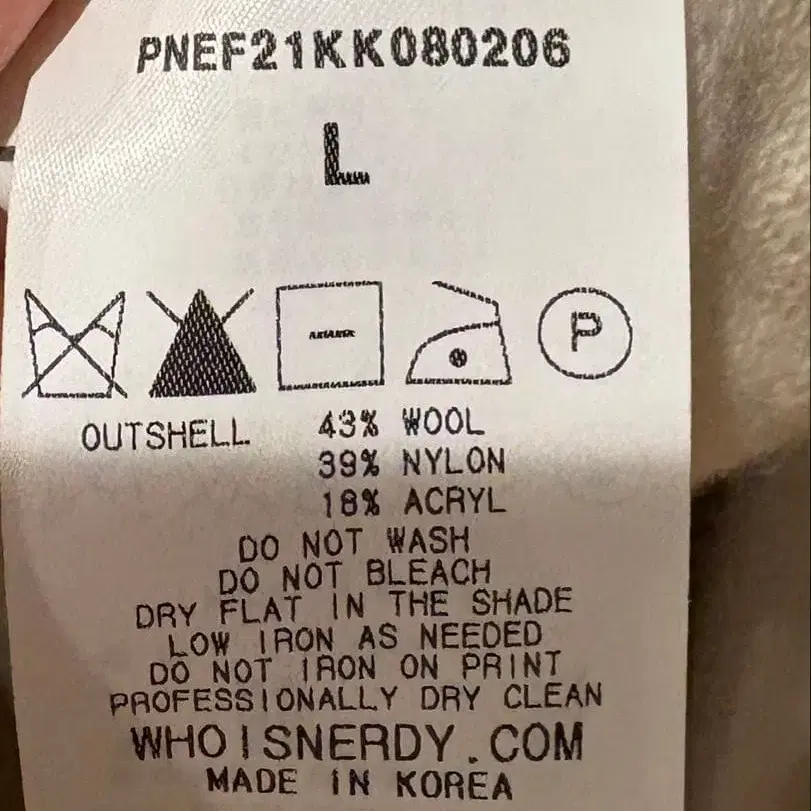 PNEF21KK080206
L
P
OUTSHELL 43% WOOL
39% NYLON
18% ACRYL
DO NOT WASH
DO NOT BLEACH
DRY FLAT IN THE SHADE
LOW IRON AS NEEDED
DO NOT IRON ON PRINT
PROFESSIONALLY DRY CLEAN
WHOISNERDY.COM
MADE IN KOREA